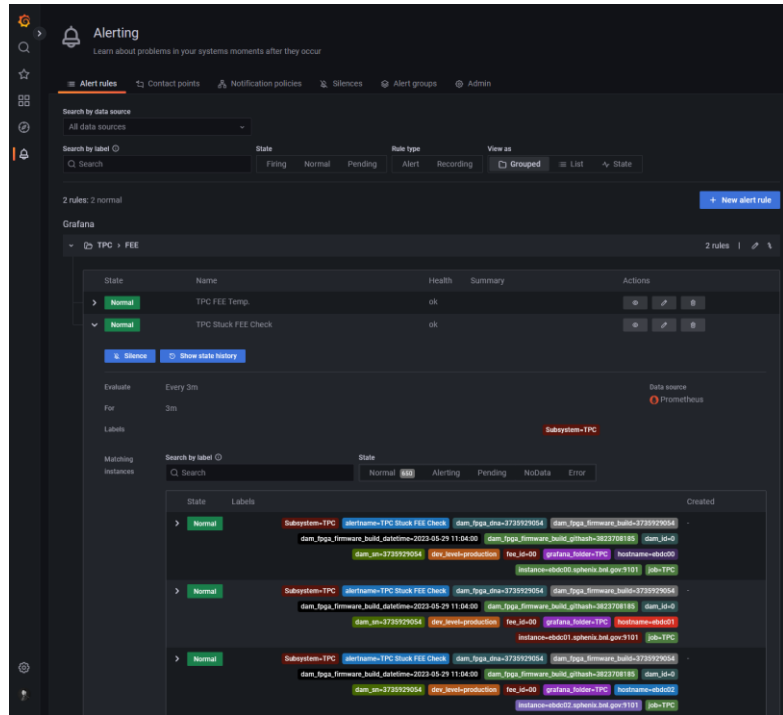 Alerting
Learn about problems in your systems moments after they occur
Alert rules Contact points Notification policies Silences Alert groups Admin
Search by data source
All data sources
Search by label State Rule type View as
Search Firing Normal Pending Alert Recording Grouped List State
2 rules: 2 normal
+ New alert rule
Grafana
TPC > FEE 2 rules |
State Name Health Summary Actions
Normal TPC FEE Temp. ok
Normal TPC Stuck FEE Check ok
Silence Show state history
Evaluate Every 3m Data source
For 3m Prometheus
Labels Subsystem=TPC
Matching instances Search by label State
Search Normal 650 Alerting Pending NoData Error
State Labels Created
Normal Subsystem=TPC alertname=TPC Stuck FEE Check dam_fpga_dna=3735929054 dam_fpga_firmware_build=3735929054 -
dam_fpga_firmware_build_datetime=2023-05-29 11:04:00 dam_fpga_firmware_build_githash=3823708185 dam_id=0
dam_sn=3735929054 dev_level=production fee_id=00 grafana_folder=TPC hostname=ebdc00
instance=ebdc00.sphenix.bnl.gov:9101 job=TPC
Normal Subsystem=TPC alertname=TPC Stuck FEE Check dam_fpga_dna=3735929054 dam_fpga_firmware_build=3735929054 -
dam_fpga_firmware_build_datetime=2023-05-29 11:04:00 dam_fpga_firmware_build_githash=3823708185 dam_id=0
dam_sn=3735929054 dev_level=production fee_id=00 grafana_folder=TPC hostname=ebdc01
instance=ebdc01.sphenix.bnl.gov:9101 job=TPC
Normal Subsystem=TPC alertname=TPC Stuck FEE Check dam_fpga_dna=3735929054 dam_fpga_firmware_build=3735929054 -
dam_fpga_firmware_build_datetime=2023-05-29 11:04:00 dam_fpga_firmware_build_githash=3823708185 dam_id=0
dam_sn=3735929054 dev_level=production fee_id=00 grafana_folder=TPC hostname=ebdc02
instance=ebdc02.sphenix.bnl.gov:9101 job=TPC